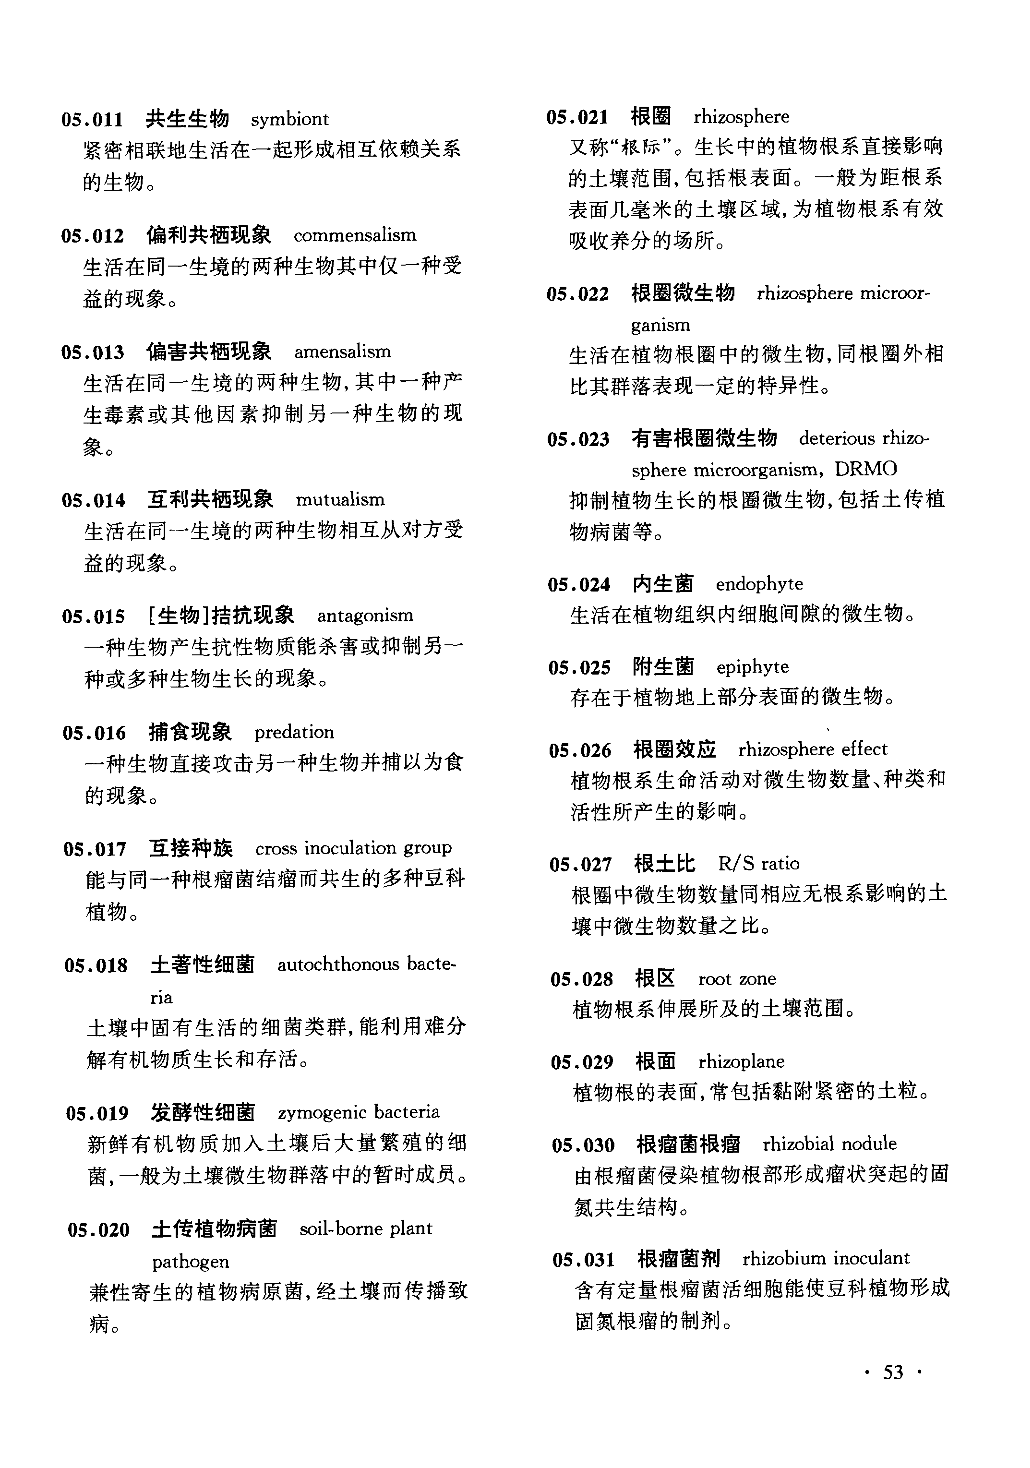 05.011 共生生物 symbiont
紧密相联地生活在一起形成相互依赖关系
的生物。
05.012 偏利共栖现象 commensalism
生活在同一生境的两种生物其中仅一种受
益的现象。
05.013 偏害共栖现象 amensalism
生活在同一生境的两种生物,其中一种产
生毒素或其他因素抑制另一种生物的现
象。
05.014 互利共栖现象 mutualism
生活在同一生境的两种生物相互从对方受
益的现象。
05.015 [生物]拮抗现象 antagonism
一种生物产生抗性物质能杀害或抑制另一
种或多种生物生长的现象。
05.016 捕食现象 predation
一种生物直接攻击另一种生物并捕以为食
的现象。
05.017 互接种族 cross inoculation group
能与同一种根瘤菌结瘤而共生的多种豆科
植物。
05.018 土著性细菌 autochthonous bacte-
ria
土壤中固有生活的细菌类群,能利用难分
解有机物质生长和存活。
05.019 发酵性细菌 zymogenic bacteria
新鲜有机物质加入土壤后大量繁殖的细
菌,一般为土壤微生物群落中的暂时成员。
05.020 土传植物病菌 soil-borne plant
pathogen
兼性寄生的植物病原菌,经土壤而传播致
病。
05.021 根圈 rhizosphere
又称“根际”。生长中的植物根系直接影响
的土壤范围,包括根表面。一般为距根系
表面几毫米的土壤区域,为植物根系有效
吸收养分的场所。
05.022 根圈微生物 rhizosphere microor-
ganism
生活在植物根圈中的微生物,同根圈外相
比其群落表现一定的特异性。
05.023 有害根圈微生物 deterious rhizo-
sphere microorganism, DRMO
抑制植物生长的根圈微生物,包括土传植
物病菌等。
05.024 内生菌 endophyte
生活在植物组织内细胞间隙的微生物。
05.025 附生菌 epiphyte
存在于植物地上部分表面的微生物。
05.026 根圈效应 rhizosphere effect
植物根系生命活动对微生物数量、种类和
活性所产生的影响。
05.027 根土比 R/S ratio
根圈中微生物数量同相应无根系影响的土
壤中微生物数量之比。
05.028 根区 root zone
植物根系伸展所及的土壤范围。
05.029 根面 rhizoplane
植物根的表面,常包括黏附紧密的土粒。
05.030 根瘤菌根瘤 rhizobial nodule
由根瘤菌侵染植物根部形成瘤状突起的固
氮共生结构。
05.031 根瘤菌剂 rhizobium inoculant
含有定量根瘤菌活细胞能使豆科植物形成
固氮根瘤的制剂。
· 53 ·